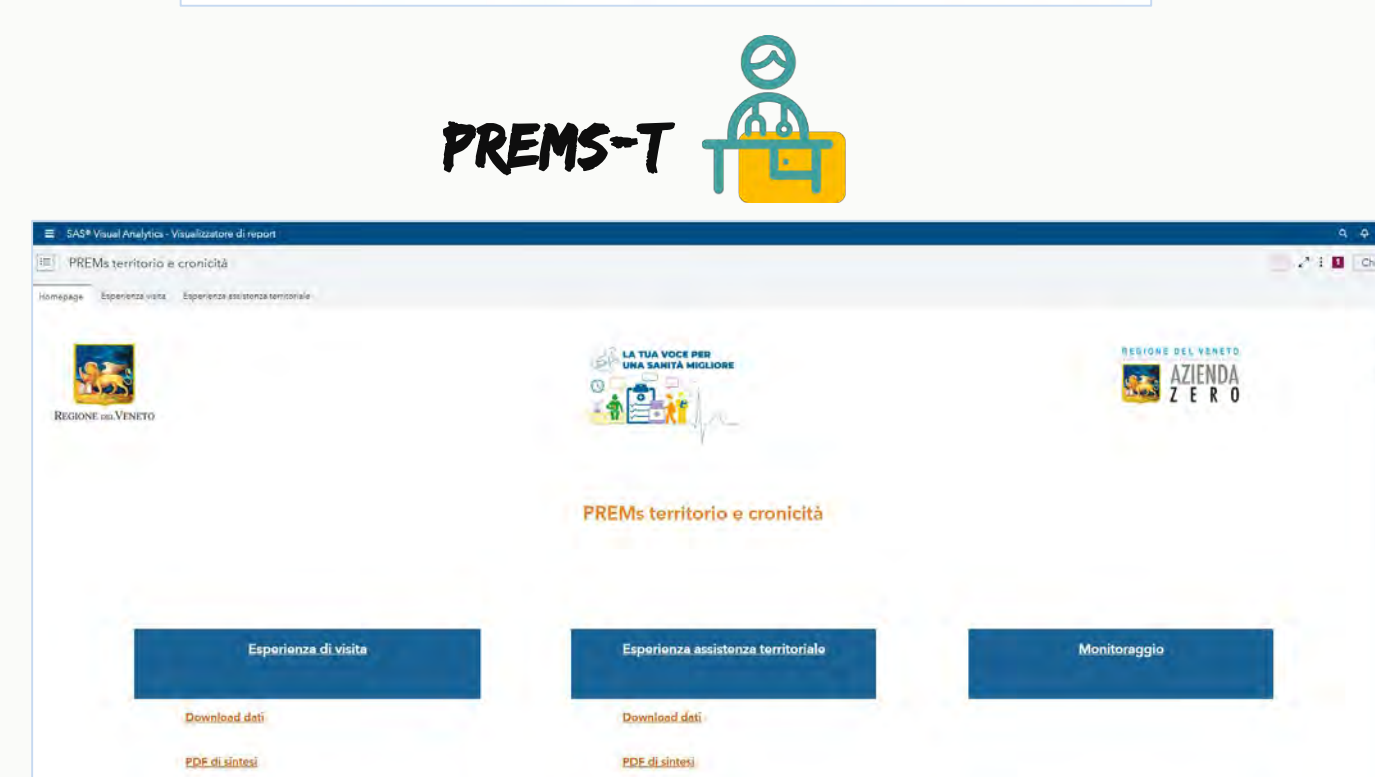 PREMS-T
SAS® Visual Analytics - Visualizzatore di report
PREMs territorio e cronicità
1
Homepage Esperienza visita Esperienza assistenza territoriale
REGIONE DEL VENETO
LA TUA VOCE PER
UNA SANITÀ MIGLIORE
REGIONE DEL VENETO
AZIENDA
ZERO
PREMs territorio e cronicità
Esperienza di visita
Download dati
PDF di sintesi
Esperienza assistenza territoriale
Download dati
PDF di sintesi
Monitoraggio